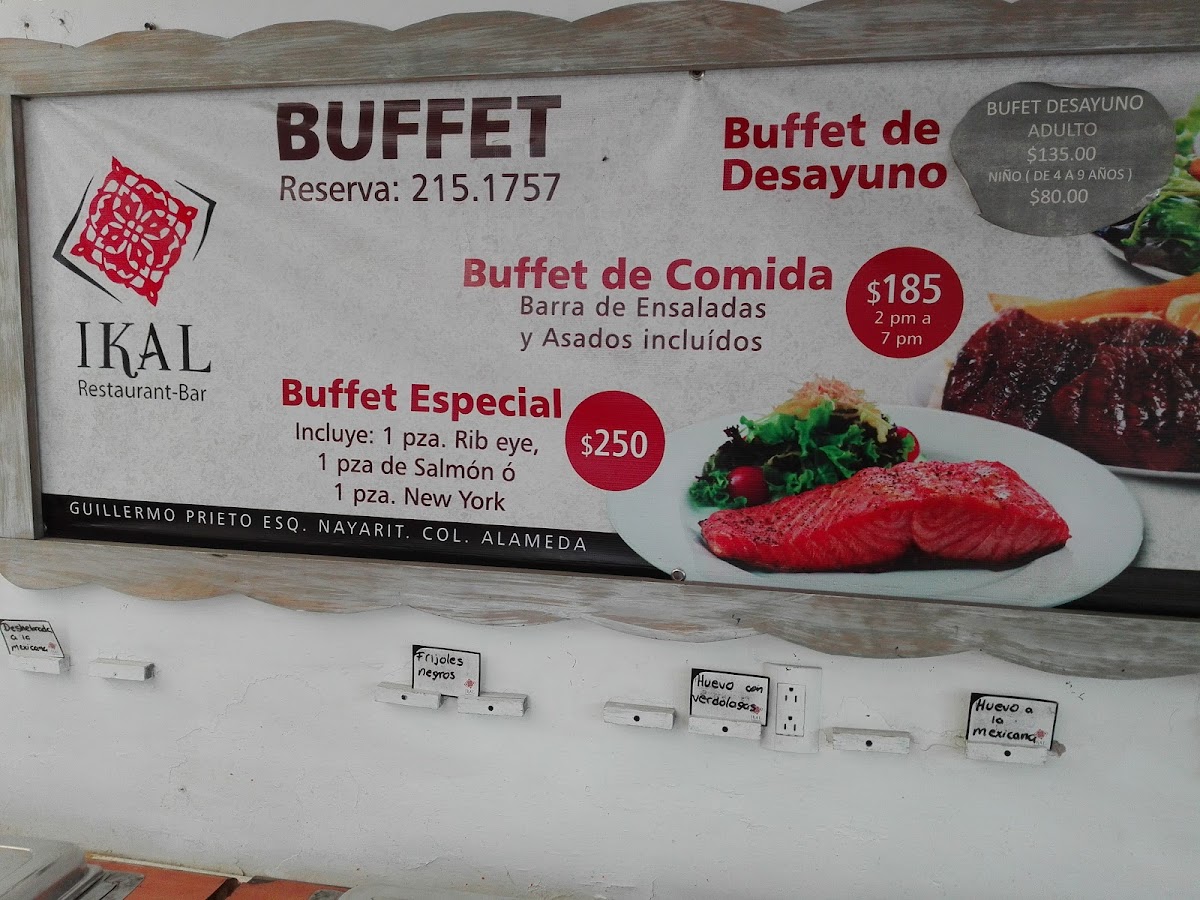 BUFFET
Reserva: 215.1757
IKAL
Restaurant-Bar
Buffet de
Desayuno
BUFET DESAYUNO
ADULTO
$135.00
NIÑO ( DE 4 A 9 AÑOS )
$80.00
Buffet de Comida
Barra de Ensaladas
y Asados incluídos
$185
2 pm a
7 pm
Buffet Especial
Incluye: 1 pza. Rib eye,
1 pza de Salmón ó
1 pza. New York
$250
GUILLERMO PRIETO ESQ. NAYARIT. COL. ALAMEDA
Deshebrada
a la
mexicana
Frijoles
negros
Huevo con
verdolagas
Huevo a
la
mexicana